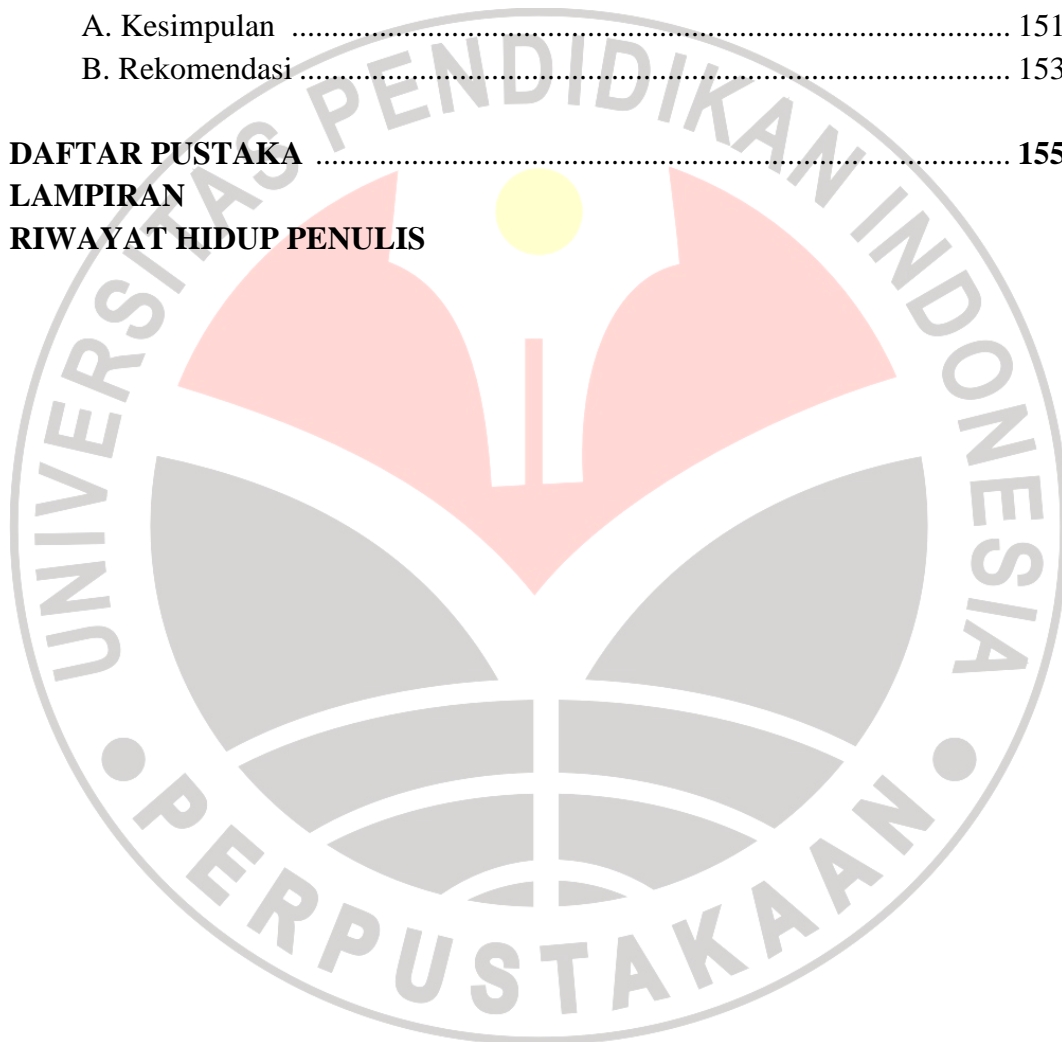 A. Kesimpulan ................................................................................................ 151
B. Rekomendasi ............................................................................................... 153
DAFTAR PUSTAKA ............................................................................................ 155
LAMPIRAN
RIWAYAT HIDUP PENULIS
UNIVERSITAS PENDIDIKAN INDONESIA
PERPUSTAKAAN